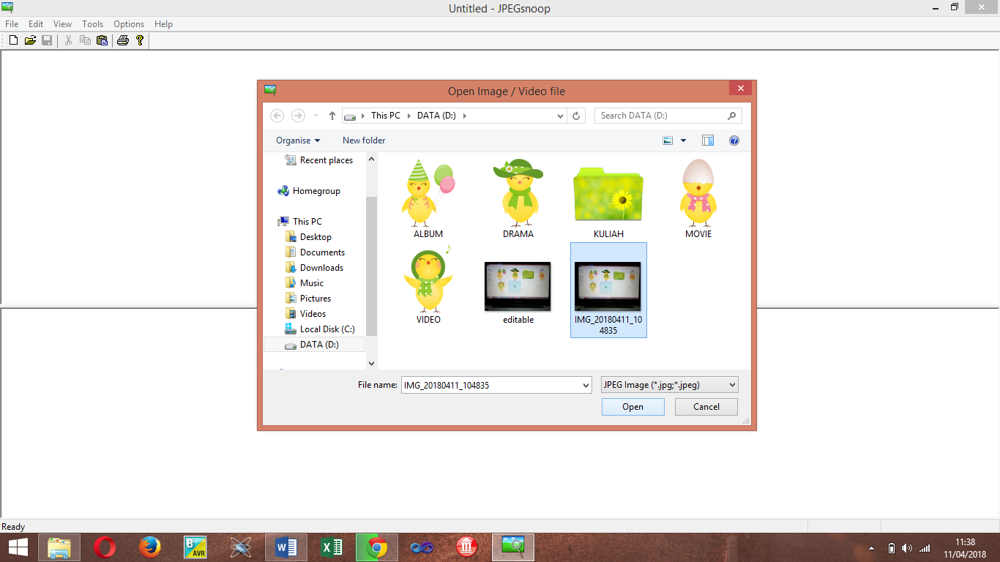 Untitled - JPEGsnoop
File Edit View Tools Options Help
Open Image / Video file
This PC DATA (D:)
Search DATA (D:)
Organise New folder
Recent places
Homegroup
This PC
Desktop
Documents
Downloads
Music
Pictures
Videos
Local Disk (C:)
DATA (D:)
ALBUM
DRAMA
KULIAH
MOVIE
VIDEO
editable
IMG_20180411_10
4835
File name: IMG_20180411_104835
JPEG Image (*.jpg;*.jpeg)
Open Cancel
Ready
B
AVR
11:38
11/04/2018